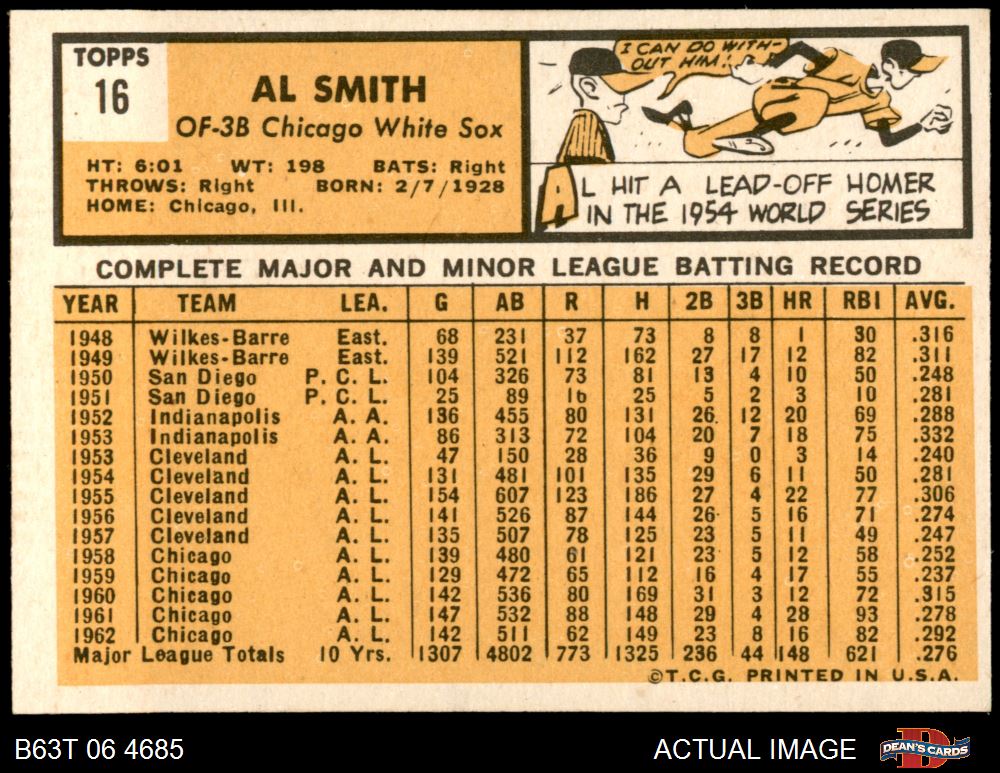 TOPPS
16
AL SMITH
OF-3B Chicago White Sox
HT: 6:01 WT: 198 BATS: Right
THROWS: Right BORN: 2/7/1928
HOME: Chicago, Ill.
I CAN DO WITH-
OUT HIM!
AL HIT A LEAD-OFF HOMER
IN THE 1954 WORLD SERIES
COMPLETE MAJOR AND MINOR LEAGUE BATTING RECORD
YEAR TEAM LEA. G AB R H 2B 3B HR RBI AVG.
1948 Wilkes-Barre East. 68 231 37 73 8 8 1 30 .316
1949 Wilkes-Barre East. 139 521 112 162 27 17 12 82 .311
1950 San Diego P. C. L. 104 326 73 81 13 4 10 50 .248
1951 San Diego P. C. L. 25 89 16 25 5 2 3 10 .281
1952 Indianapolis A. A. 136 455 80 131 26 12 20 69 .288
1953 Indianapolis A. A. 86 313 72 104 20 7 18 75 .332
1953 Cleveland A. L. 47 150 28 36 9 0 3 14 .240
1954 Cleveland A. L. 131 481 101 135 29 6 11 50 .281
1955 Cleveland A. L. 154 607 123 186 27 4 22 77 .306
1956 Cleveland A. L. 141 526 87 144 26 5 16 71 .274
1957 Cleveland A. L. 135 507 78 125 23 5 11 49 .247
1958 Chicago A. L. 139 480 61 121 23 5 12 58 .252
1959 Chicago A. L. 129 472 65 112 16 4 17 55 .237
1960 Chicago A. L. 142 536 80 169 31 3 12 72 .315
1961 Chicago A. L. 147 532 88 148 29 4 28 93 .278
1962 Chicago A. L. 142 511 62 149 23 8 16 82 .292
Major League Totals 10 Yrs. 1307 4802 773 1325 236 44 148 621 .276
©T.C.G. PRINTED IN U.S.A.
B63T 06 4685 ACTUAL IMAGE DEAN'S CARDS